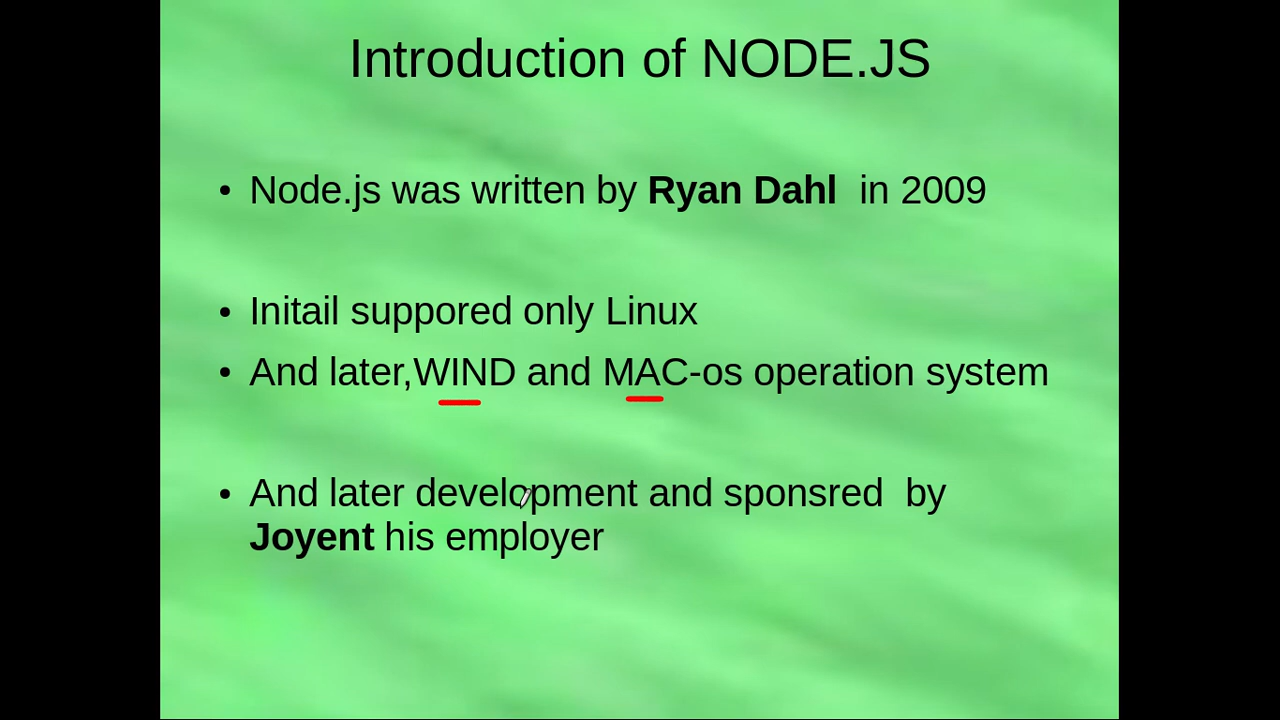 Introduction of NODE.JS
• Node.js was written by Ryan Dahl  in 2009
• Initail suppored only Linux
• And later,WIND and MAC-os operation system
• And later development and sponsred  by
Joyent his employer